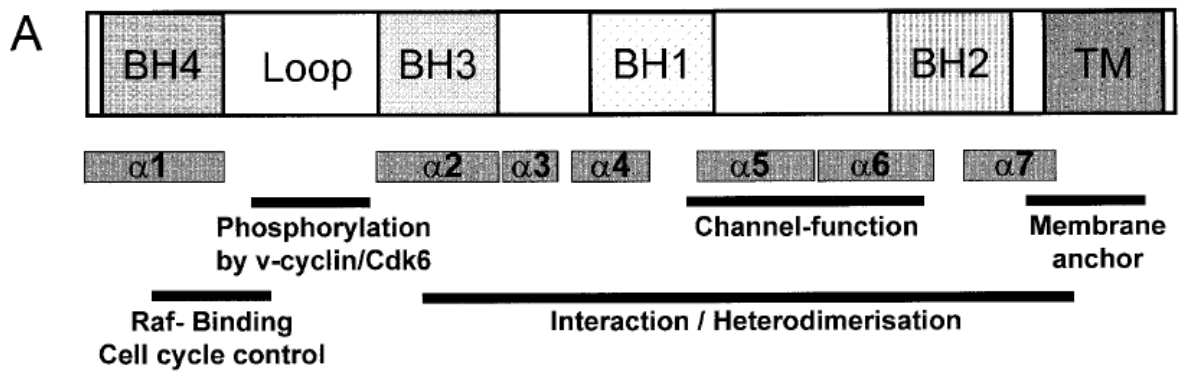 A
BH4 Loop BH3 BH1 BH2 TM
α1 α2 α3 α4 α5 α6 α7
Phosphorylation
by v-cyclin/Cdk6
Channel-function
Membrane
anchor
Raf- Binding
Cell cycle control
Interaction / Heterodimerisation